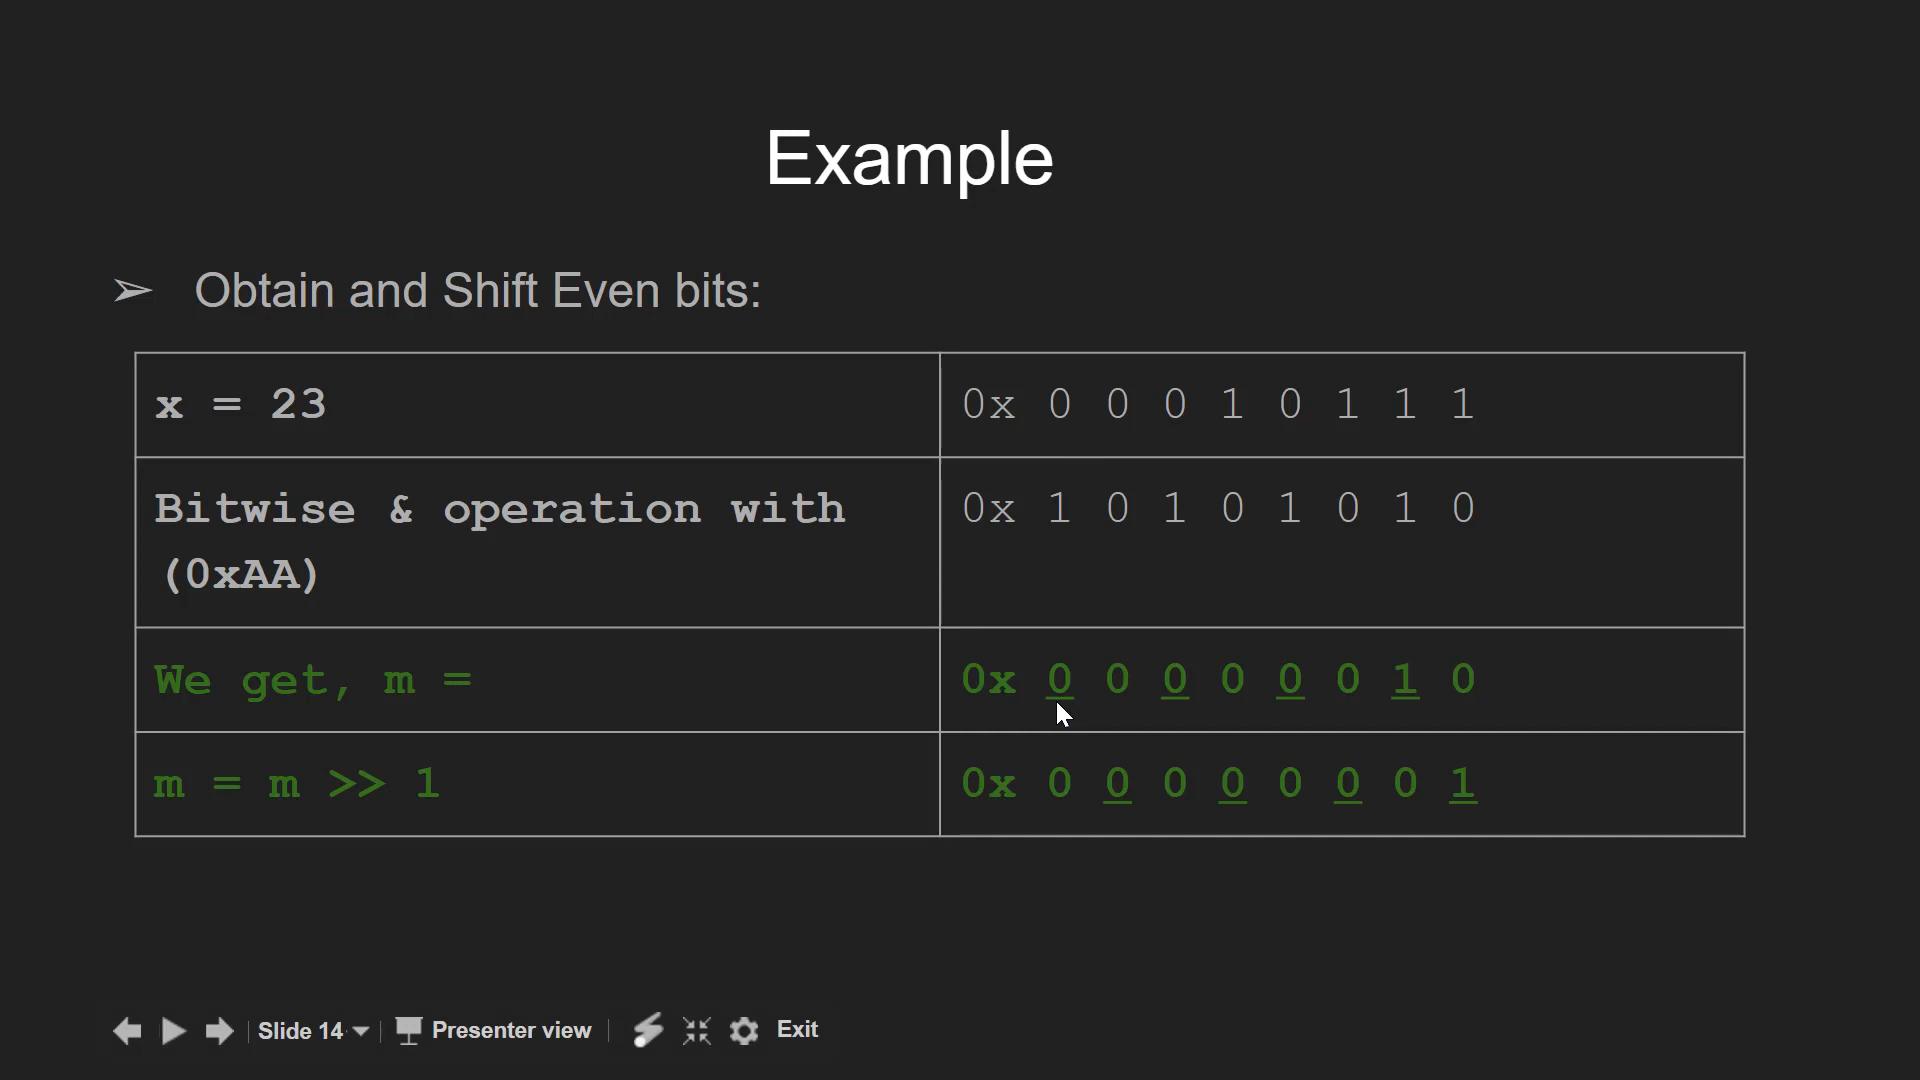 Example
➢ Obtain and Shift Even bits:
x = 23
0x 0 0 0 1 0 1 1 1
Bitwise & operation with
(0xAA)
0x 1 0 1 0 1 0 1 0
We get, m =
0x 0 0 0 0 0 0 1 0
m = m >> 1
0x 0 0 0 0 0 0 0 1
Slide 14 Presenter view Exit